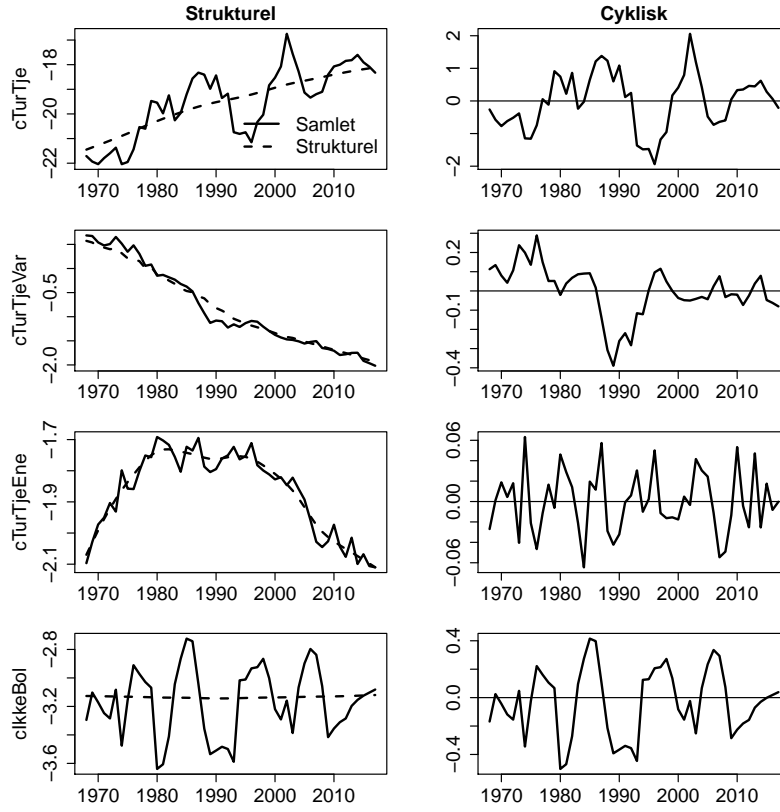 Strukturel
Cyklisk
cTurTje
−18
−20
−22
Samlet
Strukturel
1970 1980 1990 2000 2010
2
1
0
−2
1970 1980 1990 2000 2010
cTurTjeVar
−0.5
−2.0
1970 1980 1990 2000 2010
0.2
−0.1
−0.4
1970 1980 1990 2000 2010
cTurTjeEne
−1.7
−1.9
−2.1
1970 1980 1990 2000 2010
0.06
0.00
−0.06
1970 1980 1990 2000 2010
cIkkeBol
−2.8
−3.2
−3.6
1970 1980 1990 2000 2010
0.4
0.0
−0.4
1970 1980 1990 2000 2010